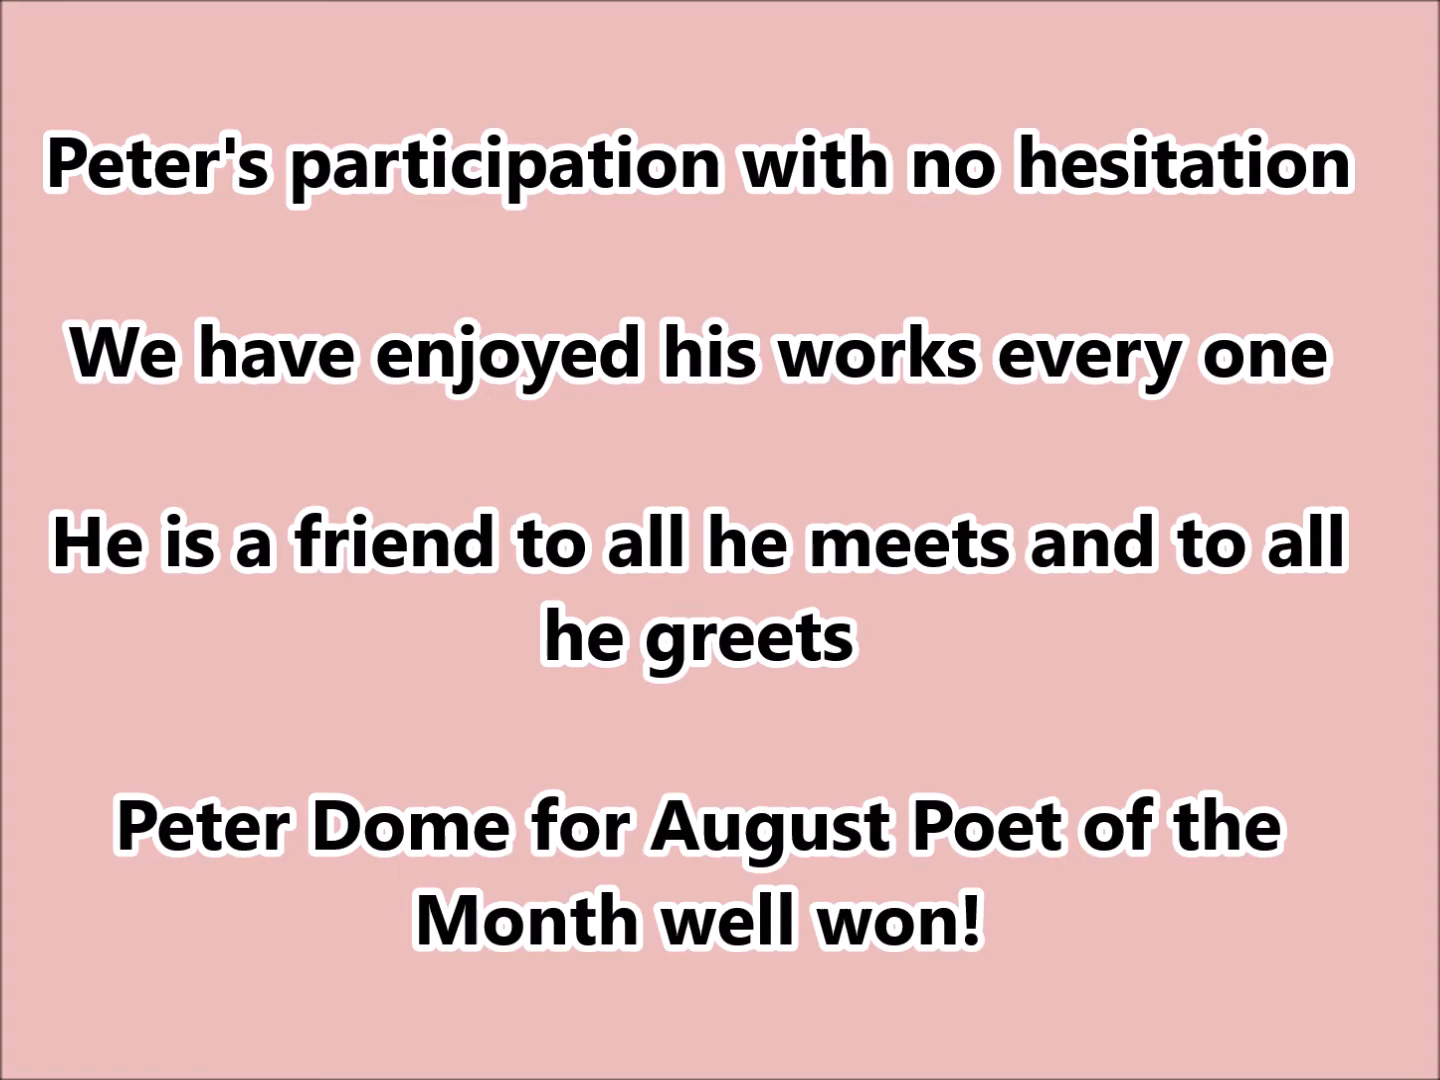 Peter's participation with no hesitation
We have enjoyed his works every one
He is a friend to all he meets and to all
he greets
Peter Dome for August Poet of the
Month well won!